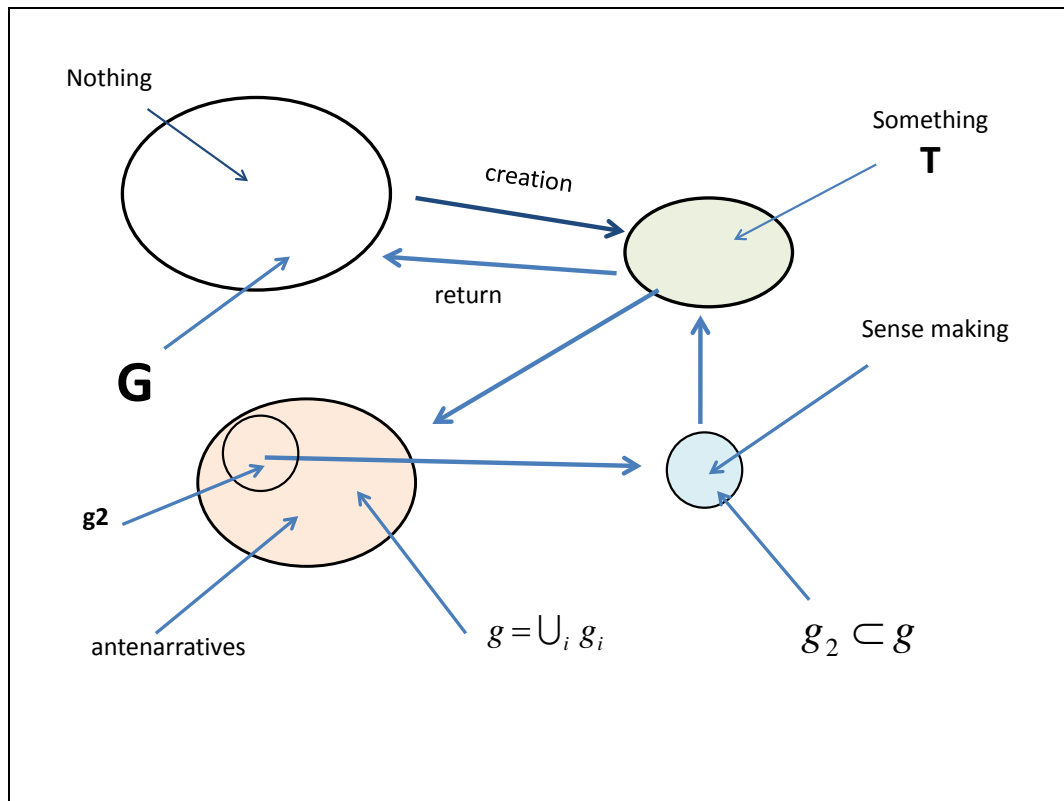 Nothing
Something
T
creation
return
G
Sense making
g2
antenarratives
g = ⋃ᵢ gᵢ
g₂ ⊂ g